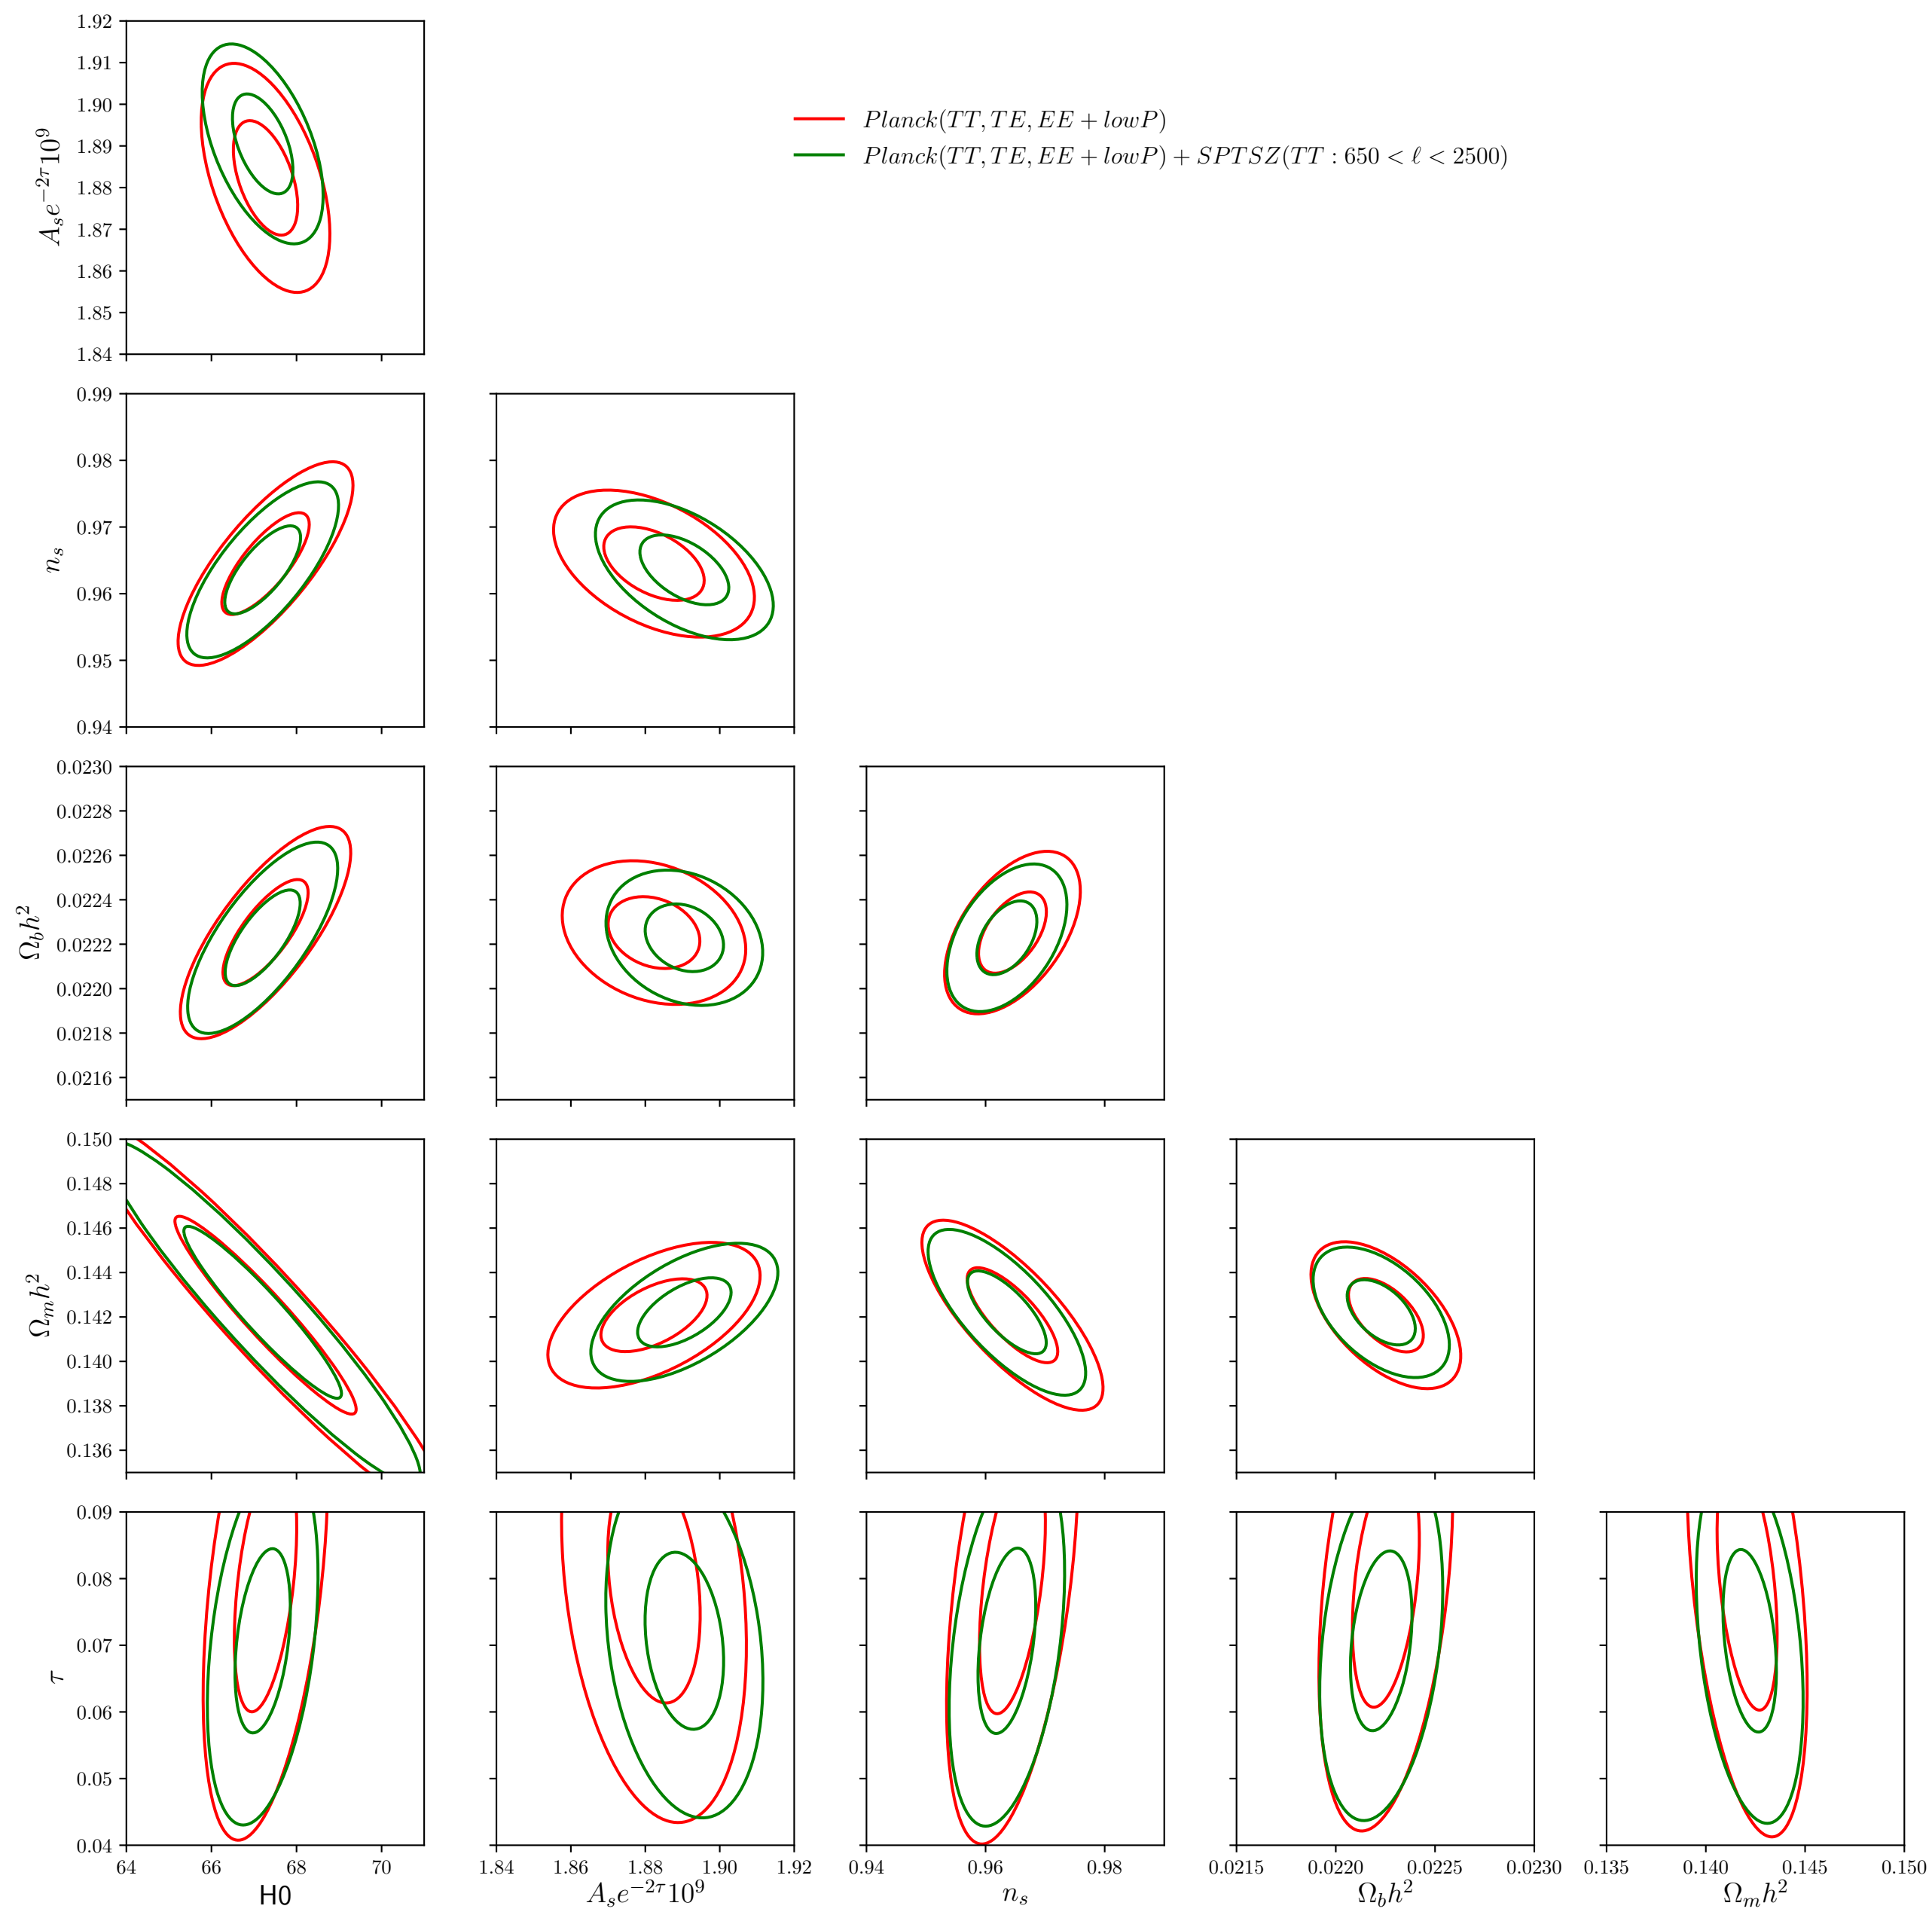 1.92
1.91
1.90
1.89
1.88
1.87
1.86
1.85
1.84
A_s e^{-2τ}10^9
Planck(TT, TE, EE + lowP)
Planck(TT, TE, EE + lowP) + SPTSZ(TT : 650 < ℓ < 2500)
0.99
0.98
0.97
0.96
0.95
0.94
n_s
0.0230
0.0228
0.0226
0.0224
0.0222
0.0220
0.0218
0.0216
Ω_b h^2
0.150
0.148
0.146
0.144
0.142
0.140
0.138
0.136
Ω_m h^2
0.09
0.08
0.07
0.06
0.05
0.04
τ
64 66 68 70
H0
1.84 1.86 1.88 1.90 1.92
A_s e^{-2τ}10^9
0.94 0.96 0.98
n_s
0.0215 0.0220 0.0225 0.0230
Ω_b h^2
0.135 0.140 0.145 0.150
Ω_m h^2